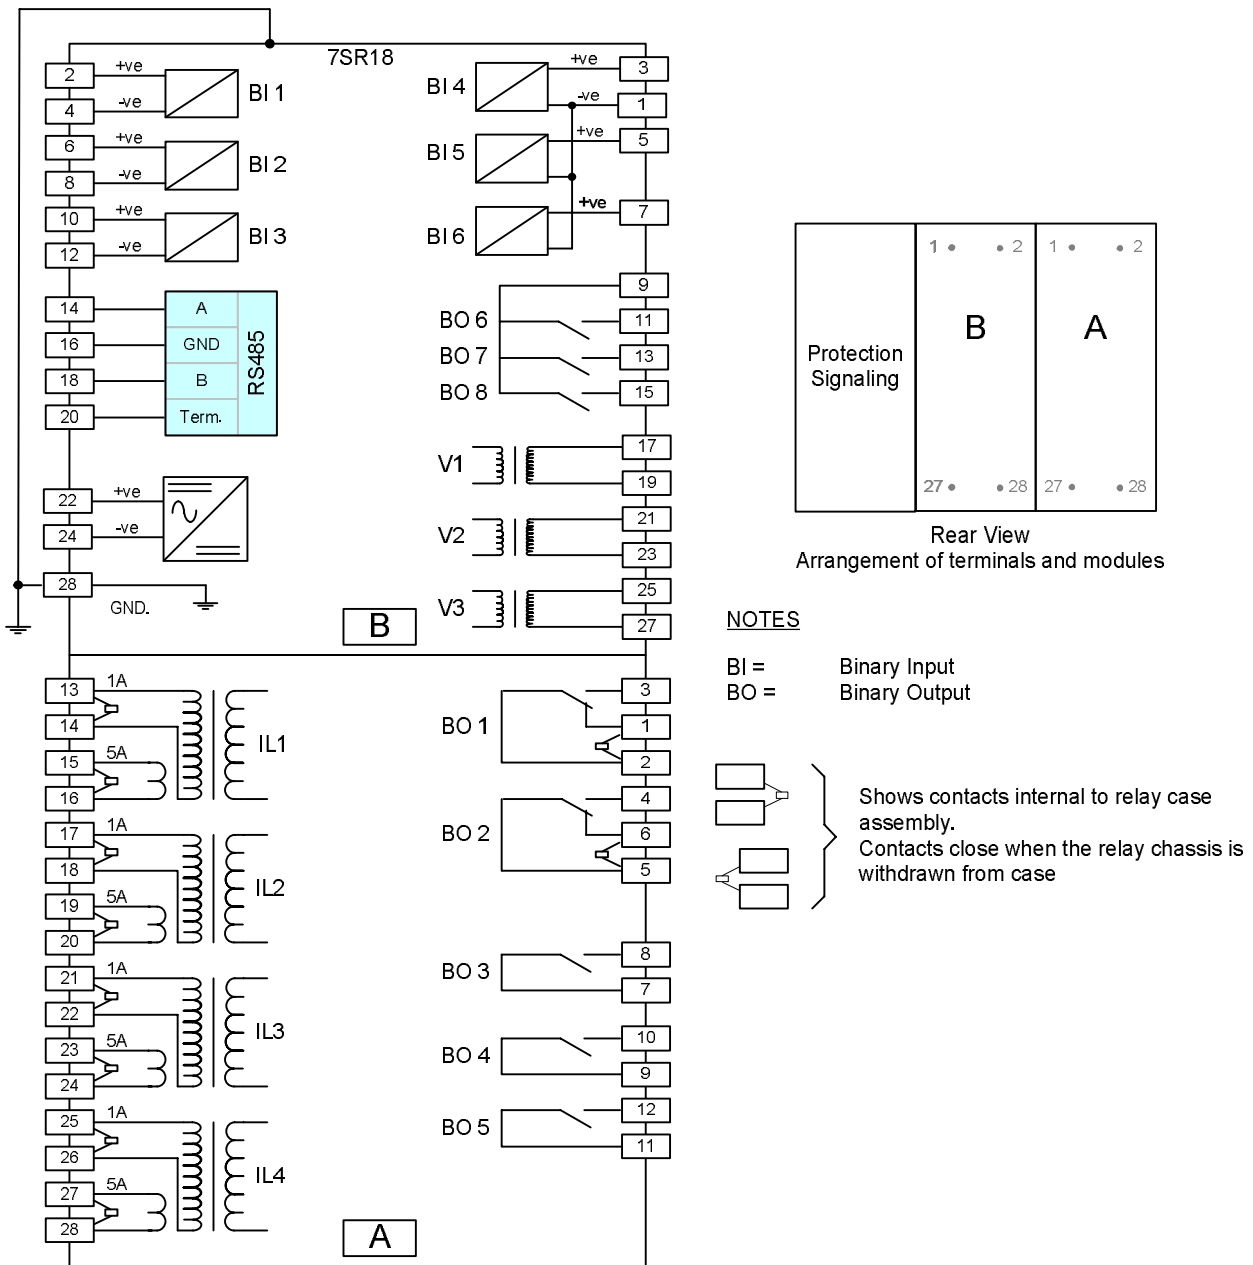 7SR18
2
+ve
4
-ve
BI 1
6
+ve
8
-ve
BI 2
10
+ve
12
-ve
BI 3
14
A
16
GND
18
B
20
Term.
RS485
22
+ve
24
-ve
28
GND.
BI 4
+ve
3
-ve
1
BI 5
+ve
5
BI 6
+ve
7
9
BO 6
11
BO 7
13
BO 8
15
V1
17
19
V2
21
23
V3
25
27
B
13
1A
14
15
5A
16
IL1
17
1A
18
19
5A
20
IL2
21
1A
22
23
5A
24
IL3
25
1A
26
27
5A
28
IL4
BO 1
3
1
2
BO 2
4
6
5
BO 3
8
7
BO 4
10
9
BO 5
12
11
A
Protection
Signaling
1
2
B
27
28
1
2
A
27
28
Rear View
Arrangement of terminals and modules
NOTES
BI = Binary Input
BO = Binary Output
Shows contacts internal to relay case
assembly.
Contacts close when the relay chassis is
withdrawn from case